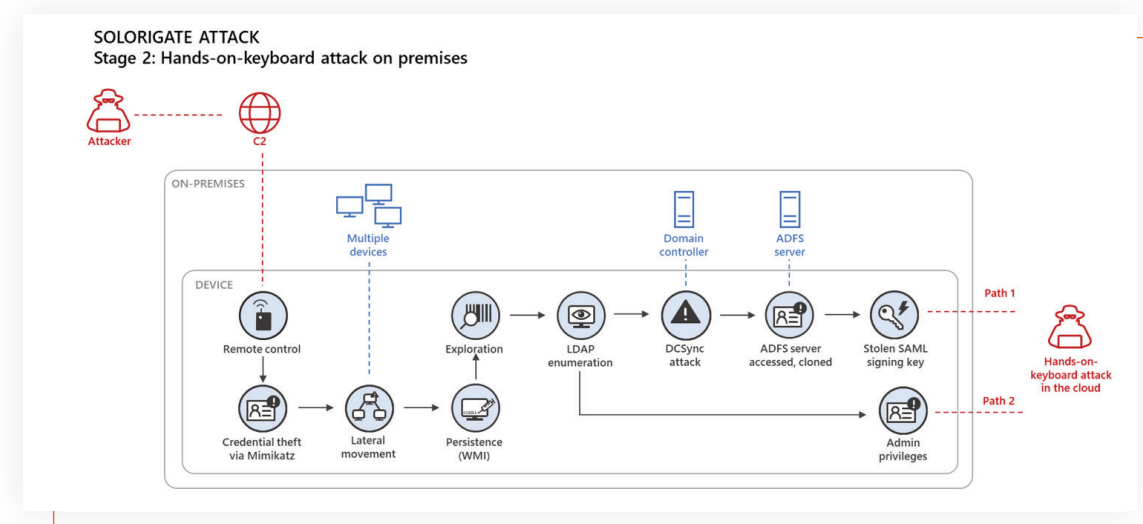 SOLORIGATE ATTACK
Stage 2: Hands-on-keyboard attack on premises
Attacker
C2
ON-PREMISES
Multiple
devices
Domain
controller
ADFS
server
DEVICE
Remote control
Exploration
LDAP
enumeration
DCSync
attack
ADFS server
accessed, cloned
Stolen SAML
signing key
Path 1
Hands-on-
keyboard attack
in the cloud
Path 2
Credential theft
via Mimikatz
Lateral
movement
Persistence
(WMI)
Admin
privileges